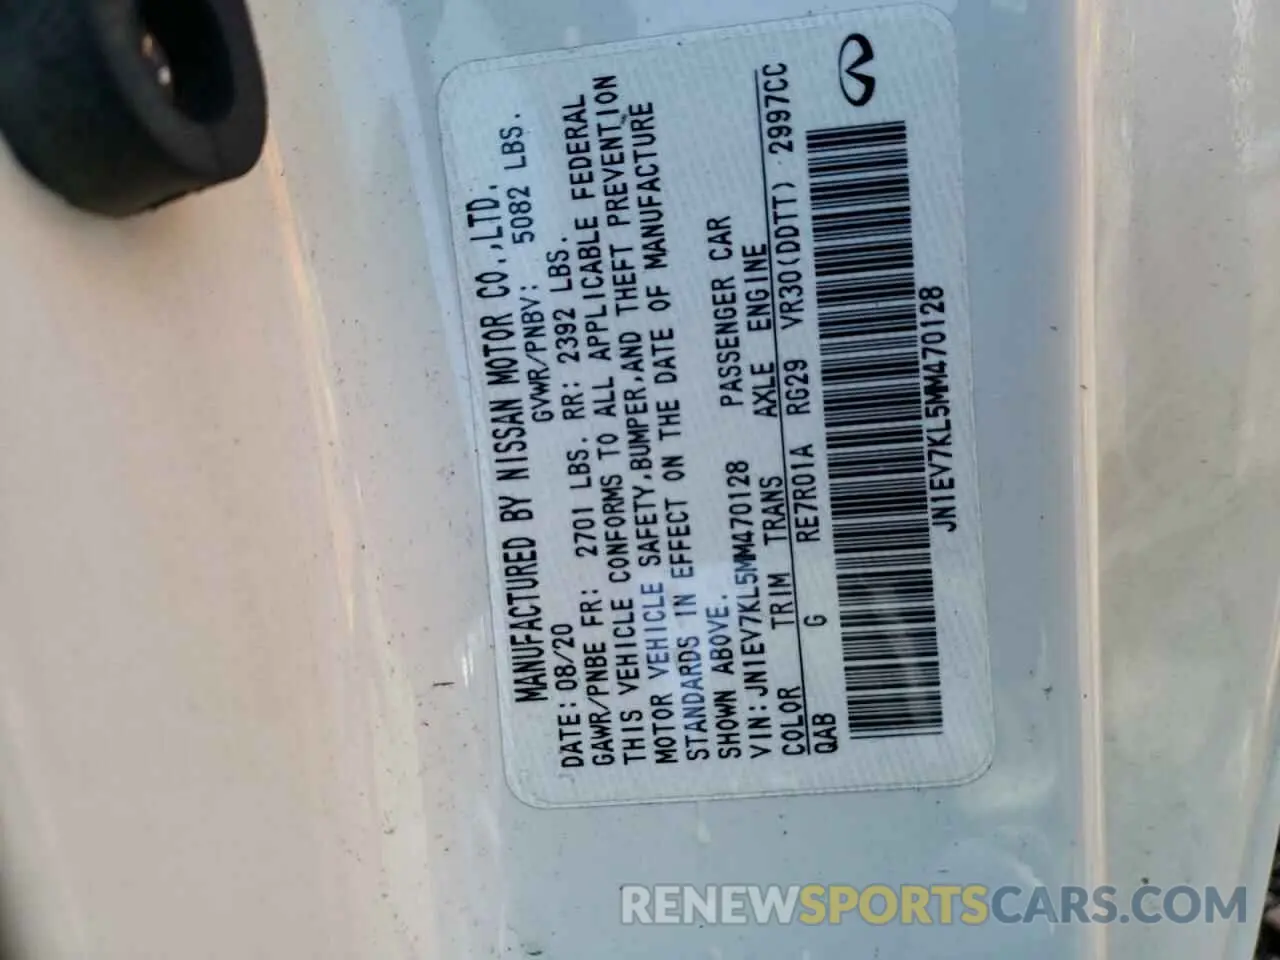 MANUFACTURED BY NISSAN MOTOR CO.,LTD.
DATE: 08/20 GVWR/PNBV: 5082 LBS.
GAWR/PNBE FR: 2701 LBS. RR: 2392 LBS.
THIS VEHICLE CONFORMS TO ALL APPLICABLE FEDERAL
MOTOR VEHICLE SAFETY,BUMPER,AND THEFT PREVENTION
STANDARDS IN EFFECT ON THE DATE OF MANUFACTURE
SHOWN ABOVE.
VIN: JN1EV7KL5MM470128 PASSENGER CAR
COLOR TRIM TRANS AXLE ENGINE
QAB G RE7R01A RG29 VR30(DDTT) 2997CC
JN1EV7KL5MM470128
RENEWSPORTSCARS.COM